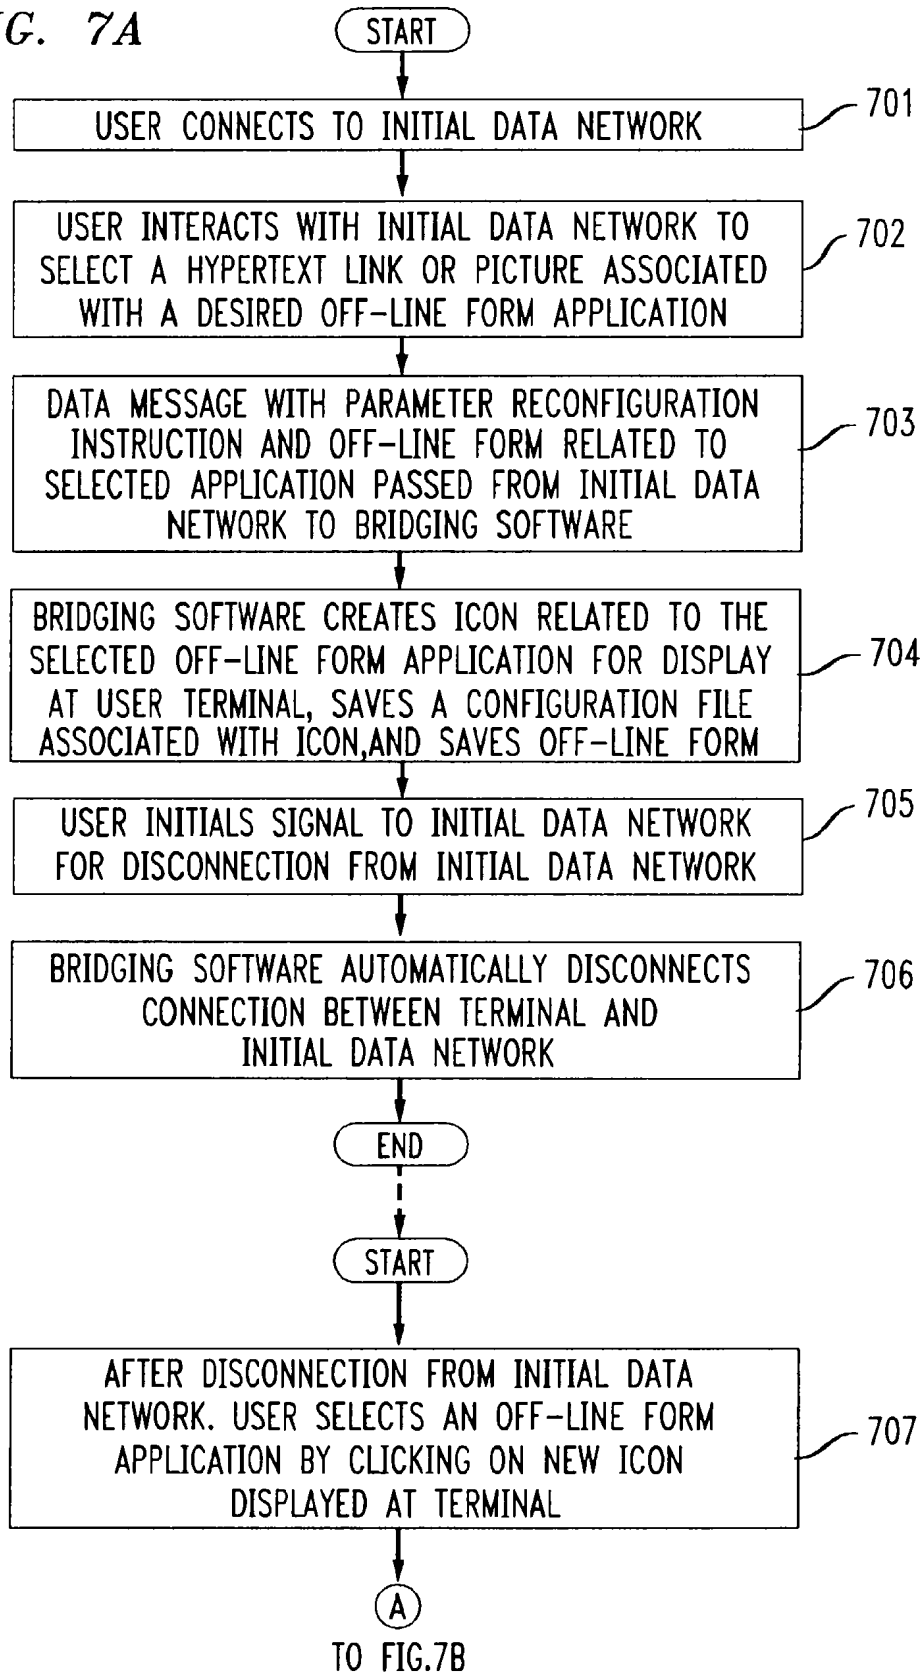 IG. 7A
START
USER CONNECTS TO INITIAL DATA NETWORK
701
USER INTERACTS WITH INITIAL DATA NETWORK TO
SELECT A HYPERTEXT LINK OR PICTURE ASSOCIATED
WITH A DESIRED OFF-LINE FORM APPLICATION
702
DATA MESSAGE WITH PARAMETER RECONFIGURATION
INSTRUCTION AND OFF-LINE FORM RELATED TO
SELECTED APPLICATION PASSED FROM INITIAL DATA
NETWORK TO BRIDGING SOFTWARE
703
BRIDGING SOFTWARE CREATES ICON RELATED TO THE
SELECTED OFF-LINE FORM APPLICATION FOR DISPLAY
AT USER TERMINAL, SAVES A CONFIGURATION FILE
ASSOCIATED WITH ICON,AND SAVES OFF-LINE FORM
704
USER INITIALS SIGNAL TO INITIAL DATA NETWORK
FOR DISCONNECTION FROM INITIAL DATA NETWORK
705
BRIDGING SOFTWARE AUTOMATICALLY DISCONNECTS
CONNECTION BETWEEN TERMINAL AND
INITIAL DATA NETWORK
706
END
START
AFTER DISCONNECTION FROM INITIAL DATA
NETWORK. USER SELECTS AN OFF-LINE FORM
APPLICATION BY CLICKING ON NEW ICON
DISPLAYED AT TERMINAL
707
A
TO FIG.7B